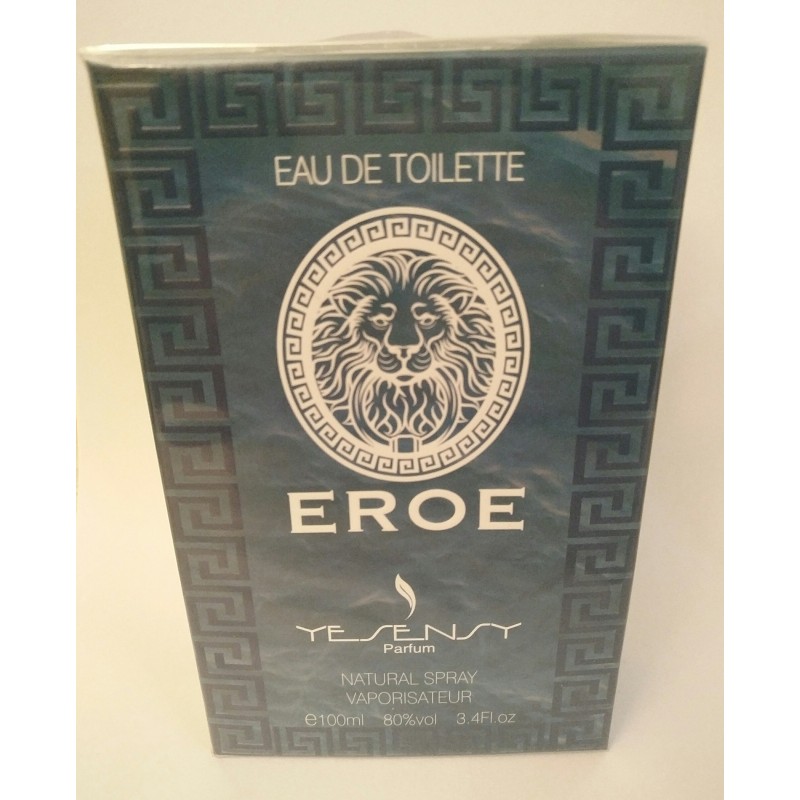 EAU DE TOILETTE
EROE
YESENSY
Parfum
NATURAL SPRAY
VAPORISATEUR
e100ml 80%vol 3.4Fl.oz